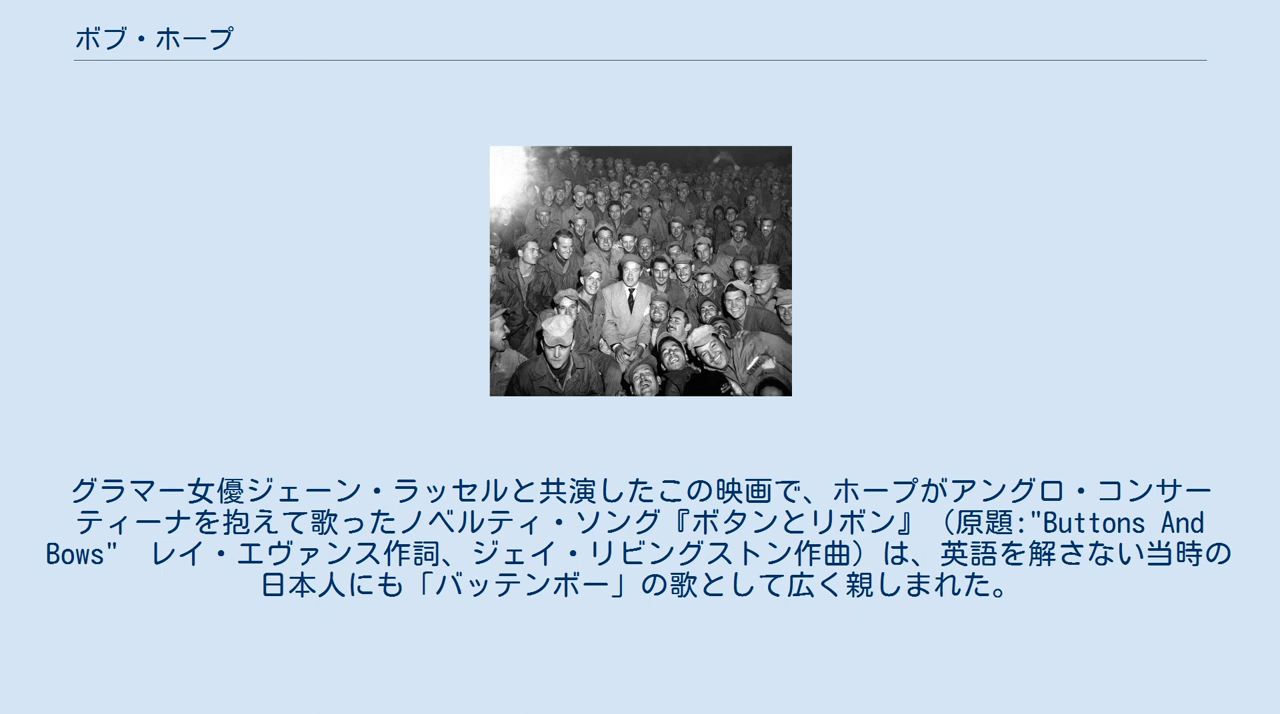 ボブ・ホープ
グラマー女優ジェーン・ラッセルと共演したこの映画で、ホープがアングロ・コンサー
ティーナを抱えて歌ったノベルティ・ソング『ボタンとリボン』（原題:"Buttons And
Bows"　レイ・エヴァンス作詞、ジェイ・リビングストン作曲）は、英語を解さない当時の
日本人にも「バッテンボー」の歌として広く親しまれた。